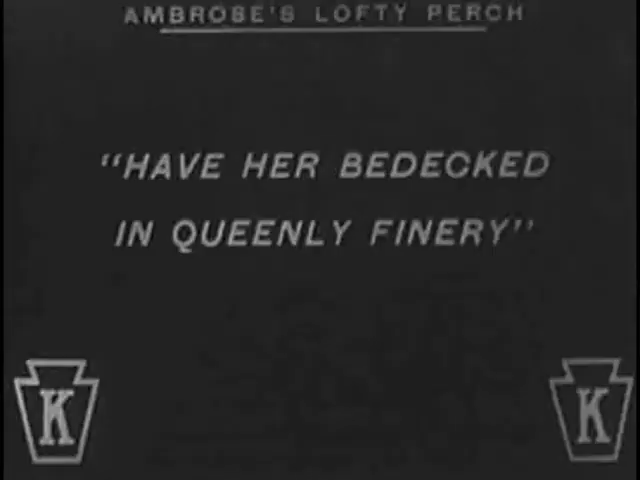 AMBROSE'S LOFTY PERCH
"HAVE HER BEDECKED
IN QUEENLY FINERY"
K K